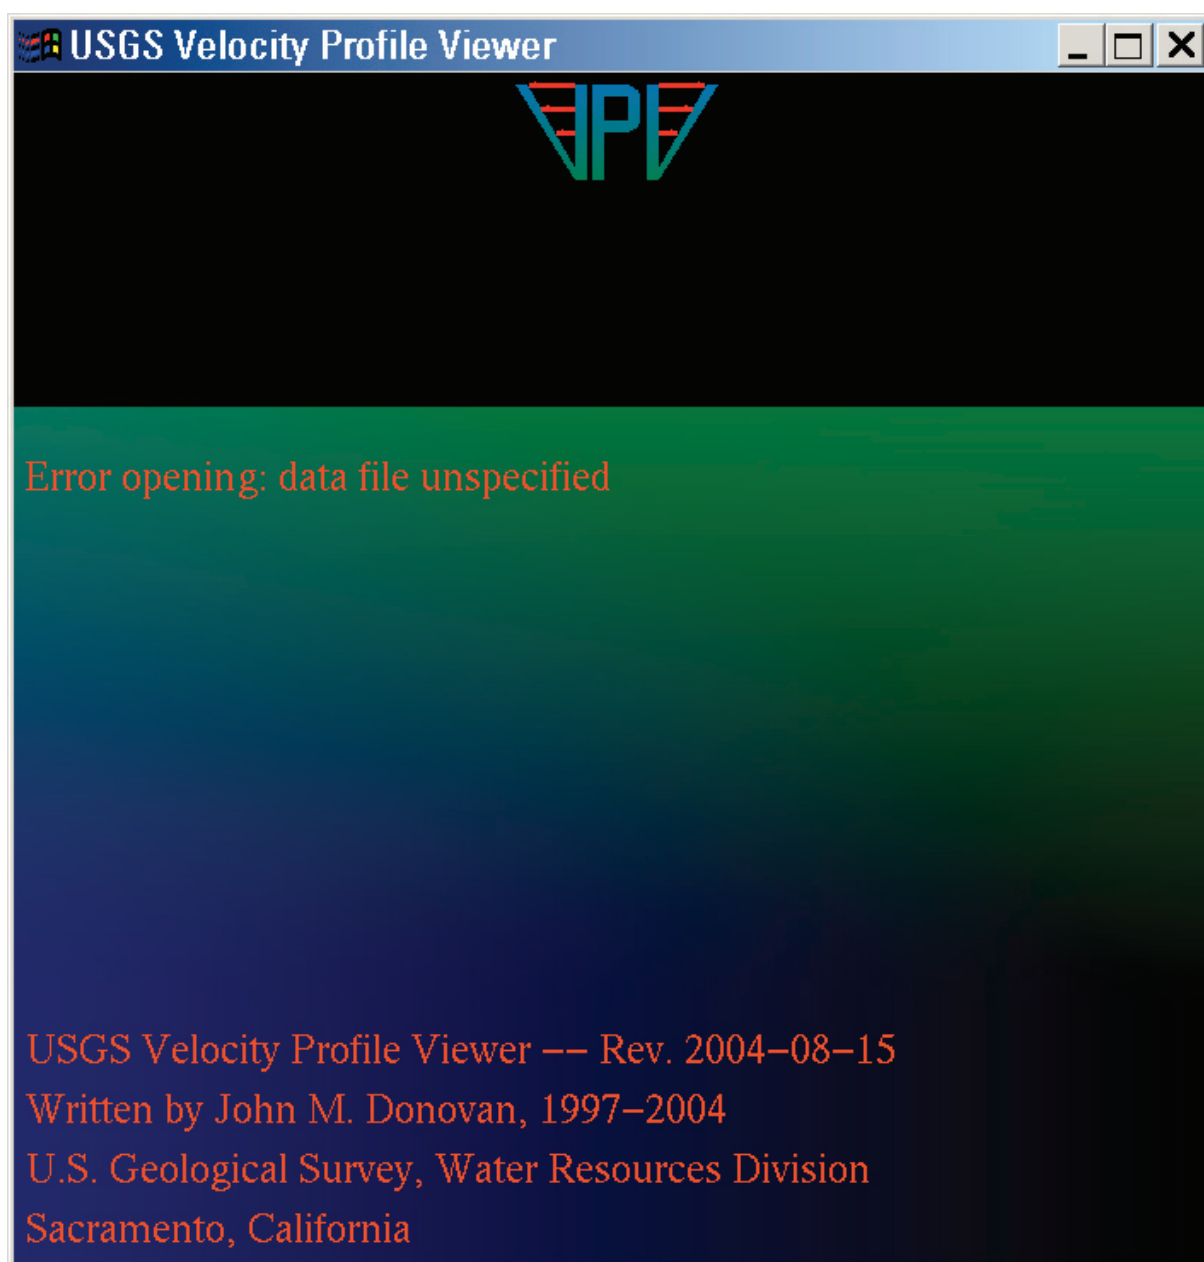 USGS Velocity Profile Viewer
VPV
Error opening: data file unspecified
USGS Velocity Profile Viewer –– Rev. 2004–08–15
Written by John M. Donovan, 1997–2004
U.S. Geological Survey, Water Resources Division
Sacramento, California